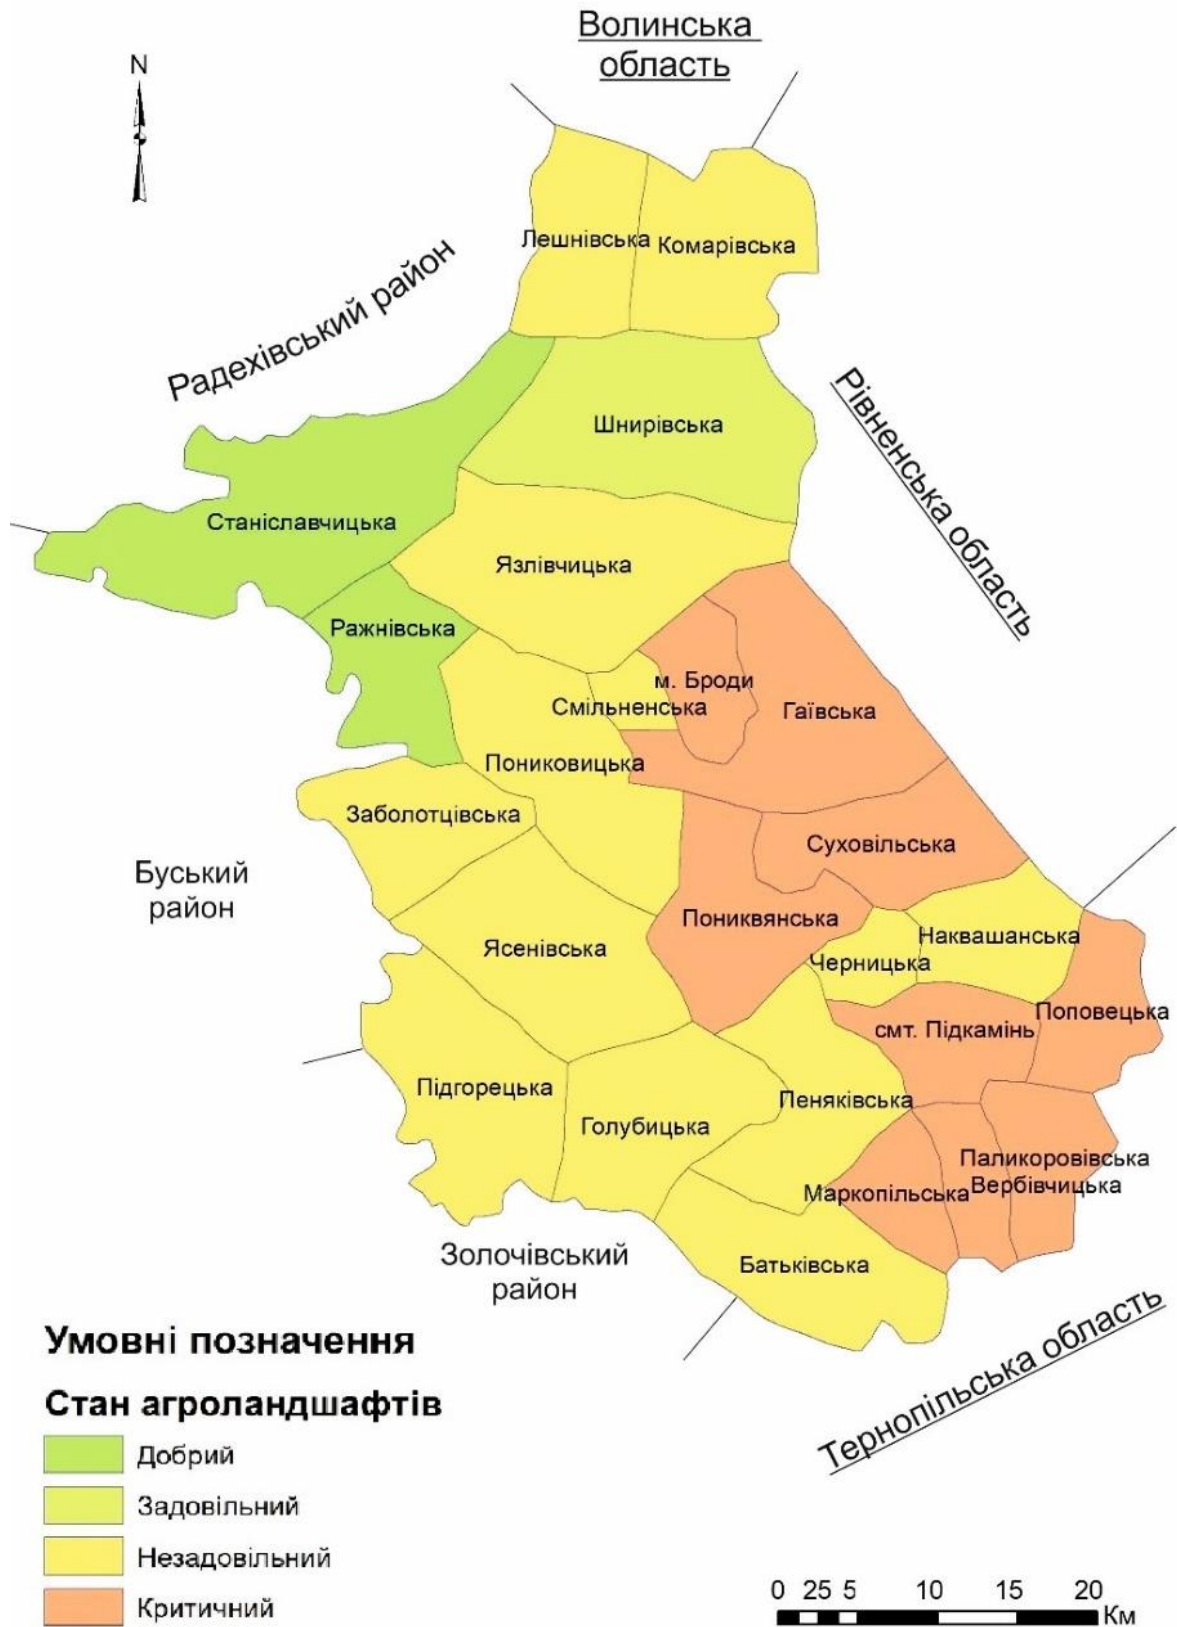 Волинська
область
N
Лешнівська
Комарівська
Радехівський район
Рівненська область
Шнирівська
Станіславчицька
Язлівчицька
Ражнівська
м. Броди
Смільненська
Гаївська
Пониковицька
Заболотцівська
Суховільська
Буський
район
Пониквянська
Ясенівська
Наквашанська
Черницька
Поповецька
смт. Підкамінь
Підгорецька
Пеняківська
Голубицька
Паликоровівська
Маркопільська
Вербівчицька
Золочівський
район
Батьківська
Тернопільська область
Умовні позначення
Стан агроландшафтів
Добрий
Задовільний
Незадовільний
Критичний
0 25 5 10 15 20
Км